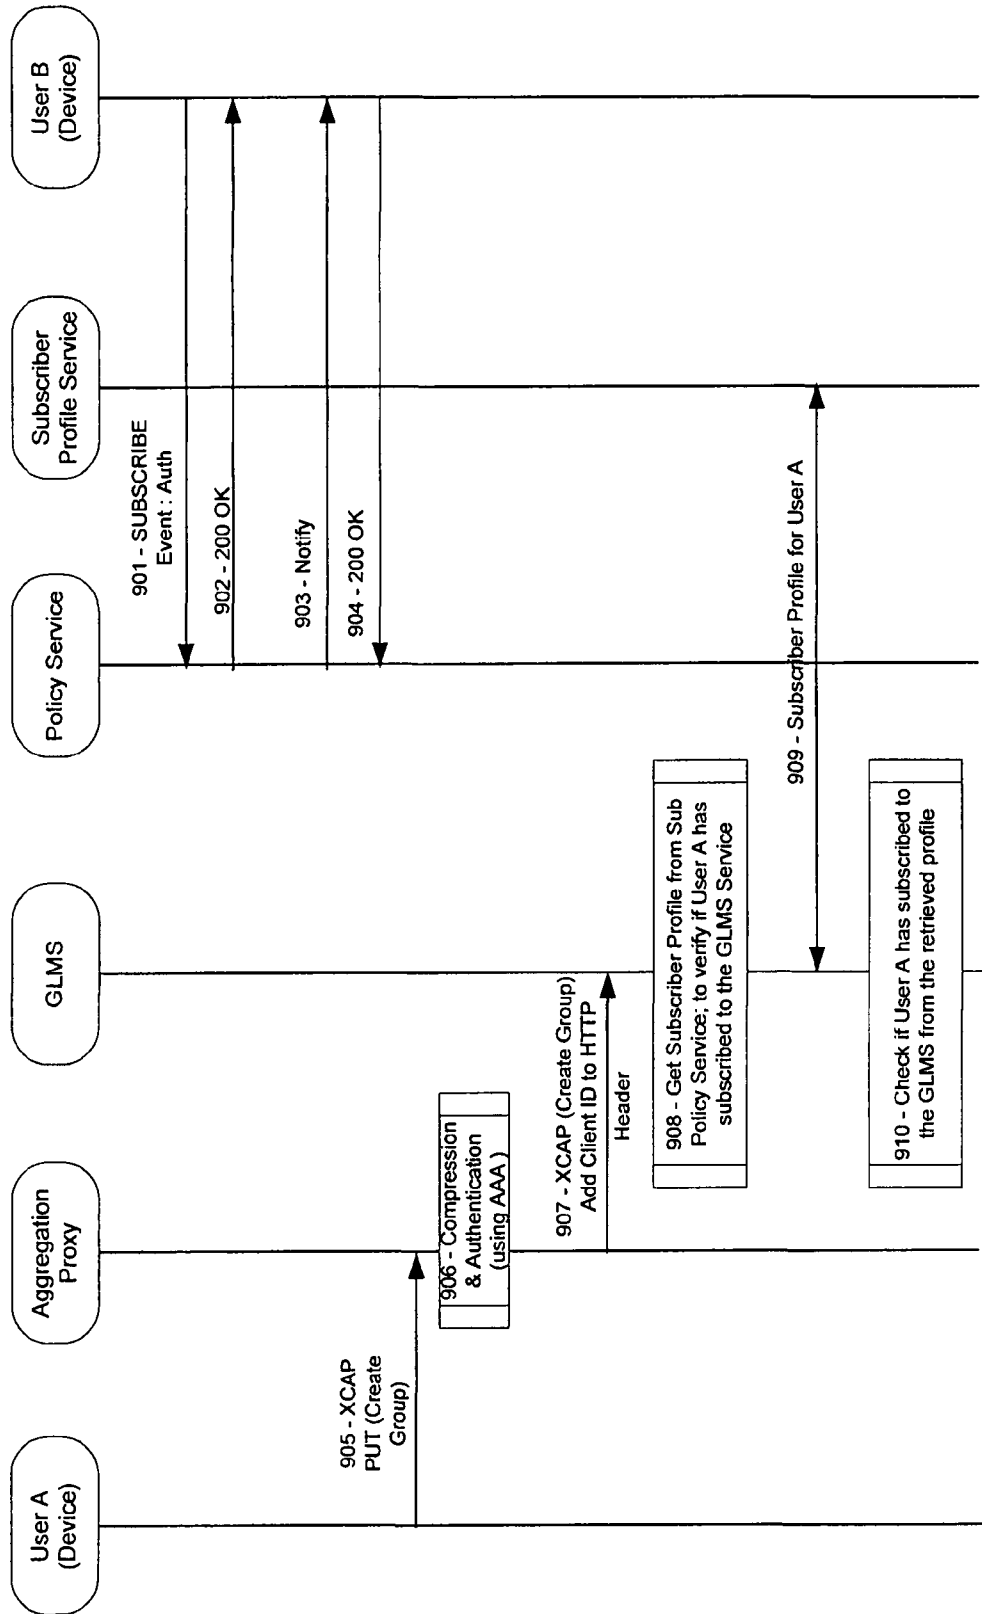 User A
(Device)
Aggregation
Proxy
GLMS
Policy Service
Subscriber
Profile Service
User B
(Device)
901 - SUBSCRIBE
Event : Auth
902 - 200 OK
903 - Notify
904 - 200 OK
905 - XCAP
PUT (Create
Group)
906 - Compression
& Authentication
(using AAA )
907 - XCAP (Create Group)
Add Client ID to HTTP
Header
908 - Get Subscriber Profile from Sub
Policy Service; to verify if User A has
subscribed to the GLMS Service
909 - Subscriber Profile for User A
910 - Check if User A has subscribed to
the GLMS from the retrieved profile